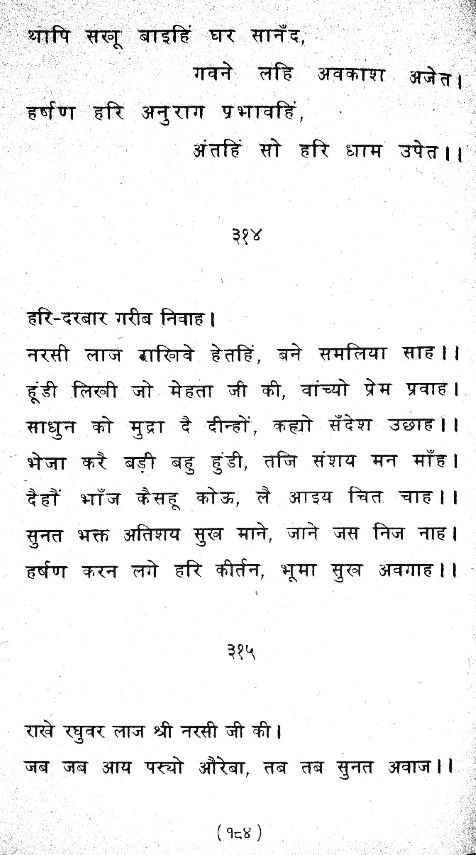 थापि सखू बाइहिं घर सानँद,
गवने लहि अवकाश अजेत।
हर्षण हरि अनुराग प्रभावहिं,
अंतहिं सो हरि धाम उपेत।।
३१४
हरि-दरबार गरीब निवाह।
नरसी लाज राखिवे हेतहिं, बने समलिया साह।।
हूंडी लिखी जो मेहता जी की, वांच्यो प्रेम प्रवाह।
साधुन को मुद्रा दै दीन्हों, कह्यो सँदेश उछाह।।
भेजा करै बड़ी बहु हुंडी, तजि संशय मन माँह।
दैहौं भाँज कैसहू कोऊ, लै आइय चित चाह।।
सुनत भक्त अतिशय सुख माने, जाने जस निज नाह।
हर्षण करन लगे हरि कीर्तन, भूमा सुख अवगाह।।
३१५
राखे रघुवर लाज श्री नरसी जी की।
जब जब आय पस्यो औरेबा, तब तब सुनत अवाज।।
(१८४)